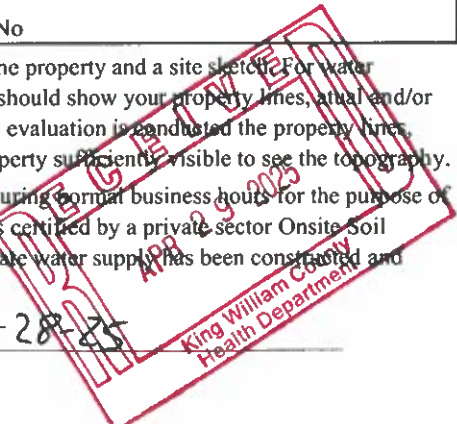 No
ne property and a site sketch. For water
should show your property lines, atual and/or
evaluation is conducted the property lines,
operty sufficiently visible to see the topography.
uring normal business hours for the purpose of
s certified by a private sector Onsite Soil
ate water supply has been constructed and
-28-25
RECEIVED
APR 29 2025
King William County
Health Department